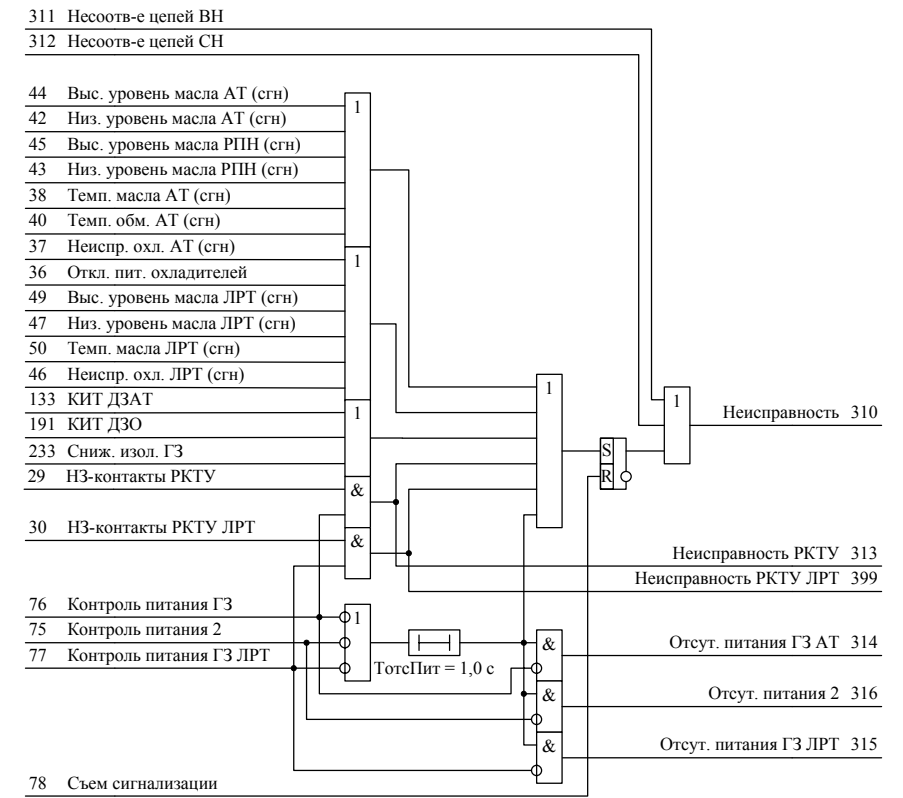 311 Несоотв-е цепей ВН
312 Несоотв-е цепей СН
44 Выс. уровень масла АТ (сгн)
42 Низ. уровень масла АТ (сгн)
45 Выс. уровень масла РПН (сгн)
43 Низ. уровень масла РПН (сгн)
38 Темп. масла АТ (сгн)
40 Темп. обм. АТ (сгн)
37 Неиспр. охл. АТ (сгн)
36 Откл. пит. охладителей
49 Выс. уровень масла ЛРТ (сгн)
47 Низ. уровень масла ЛРТ (сгн)
50 Темп. масла ЛРТ (сгн)
46 Неиспр. охл. ЛРТ (сгн)
133 КИТ ДЗАТ
191 КИТ ДЗО
233 Сниж. изол. ГЗ
29 НЗ-контакты РКТУ
30 НЗ-контакты РКТУ ЛРТ
76 Контроль питания ГЗ
75 Контроль питания 2
77 Контроль питания ГЗ ЛРТ
78 Съем сигнализации
1
1
1
&
&
1
ТотсПит = 1,0 с
1
S
R
1
&
&
&
Неисправность 310
Неисправность РКТУ 313
Неисправность РКТУ ЛРТ 399
Отсут. питания ГЗ АТ 314
Отсут. питания 2 316
Отсут. питания ГЗ ЛРТ 315